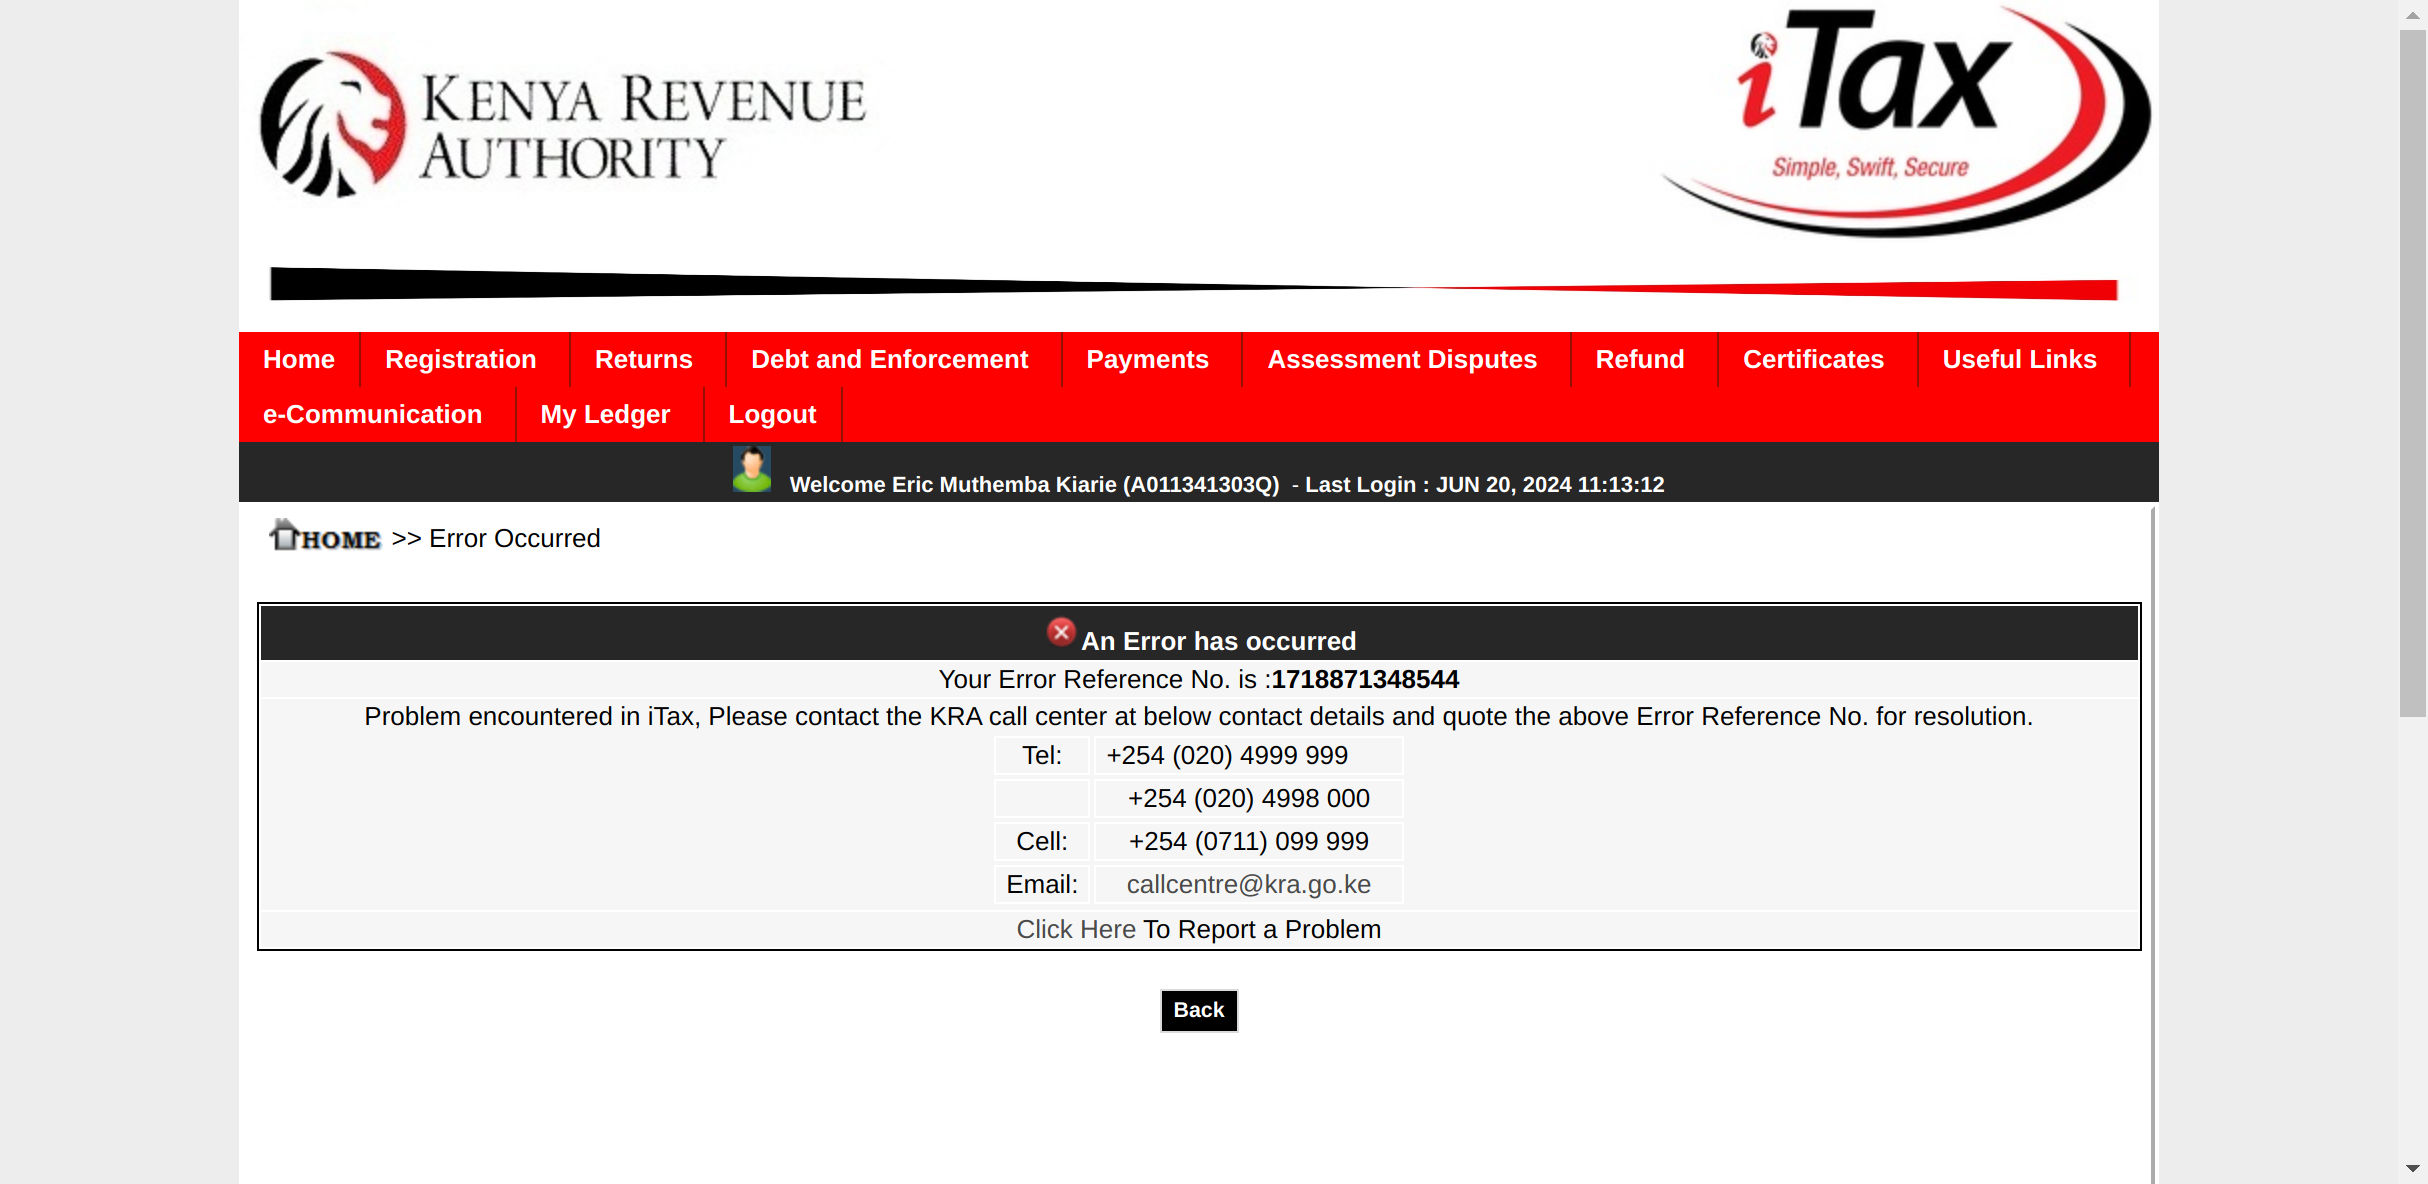 KENYA REVENUE
AUTHORITY
iTax
Simple, Swift, Secure
Home Registration Returns Debt and Enforcement Payments Assessment Disputes Refund Certificates Useful Links
e-Communication My Ledger Logout
Welcome Eric Muthemba Kiarie (A011341303Q) - Last Login : JUN 20, 2024 11:13:12
HOME >> Error Occurred
An Error has occurred
Your Error Reference No. is :1718871348544
Problem encountered in iTax, Please contact the KRA call center at below contact details and quote the above Error Reference No. for resolution.
Tel: +254 (020) 4999 999
+254 (020) 4998 000
Cell: +254 (0711) 099 999
Email: callcentre@kra.go.ke
Click Here To Report a Problem
Back